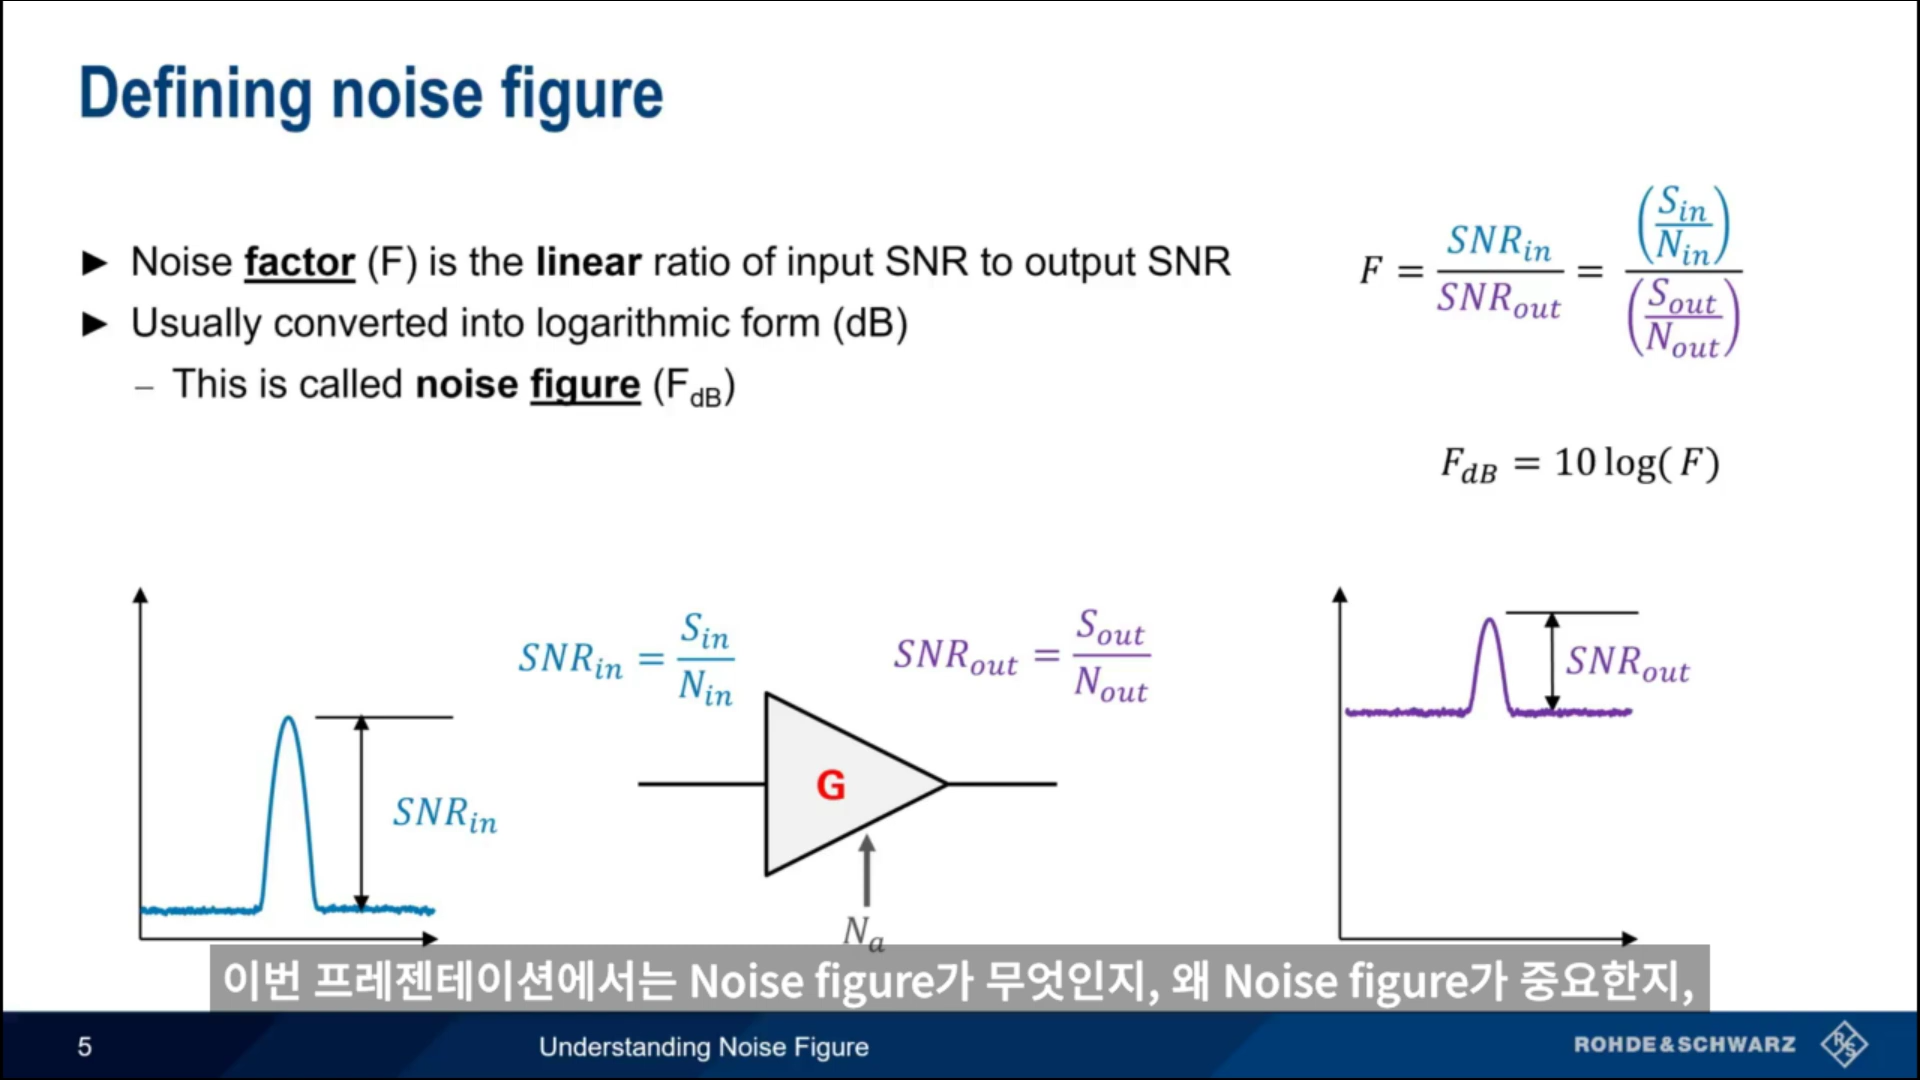 Defining noise figure
► Noise factor (F) is the linear ratio of input SNR to output SNR
► Usually converted into logarithmic form (dB)
– This is called noise figure (F_dB)
F = SNR_in / SNR_out = (S_in / N_in) / (S_out / N_out)
F_dB = 10 log( F )
SNR_in = S_in / N_in
SNR_out = S_out / N_out
SNR_in
G
N_a
SNR_out
이번 프레젠테이션에서는 Noise figure가 무엇인지, 왜 Noise figure가 중요한지,
5
Understanding Noise Figure
ROHDE&SCHWARZ
R&S